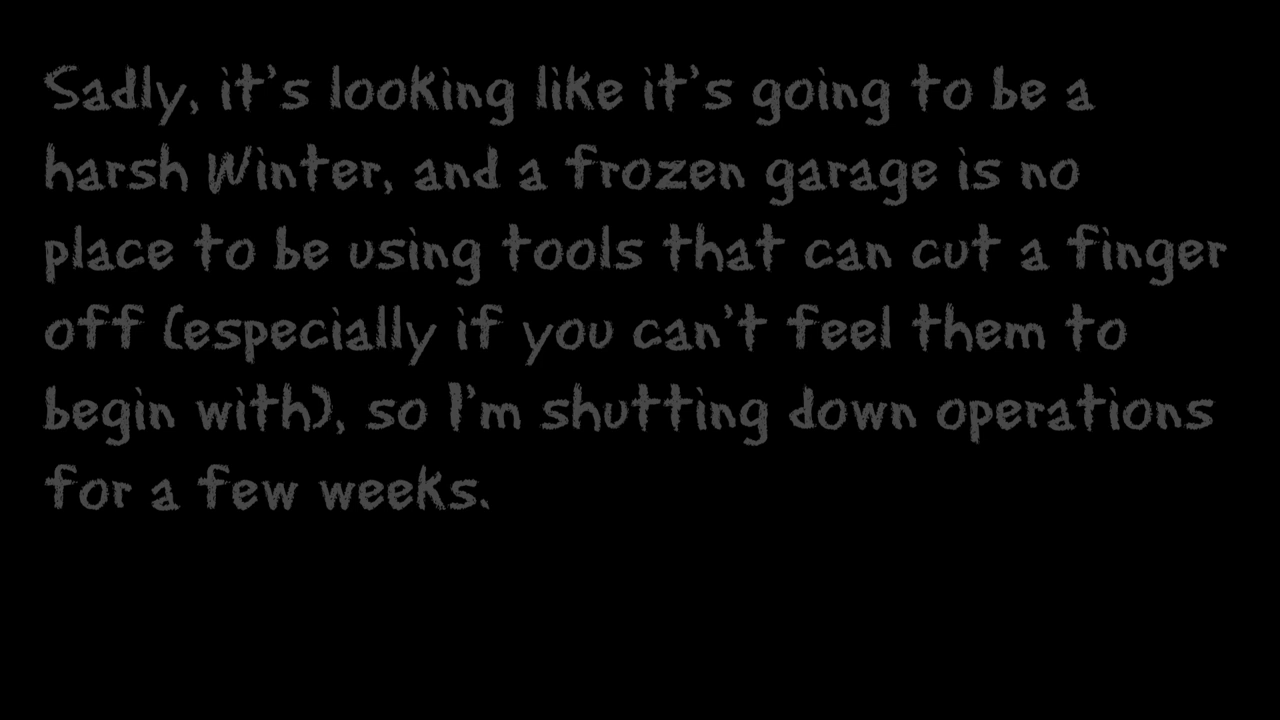 Sadly, it's looking like it's going to be a
harsh Winter, and a frozen garage is no
place to be using tools that can cut a finger
off (especially if you can't feel them to
begin with), so I'm shutting down operations
for a few weeks.